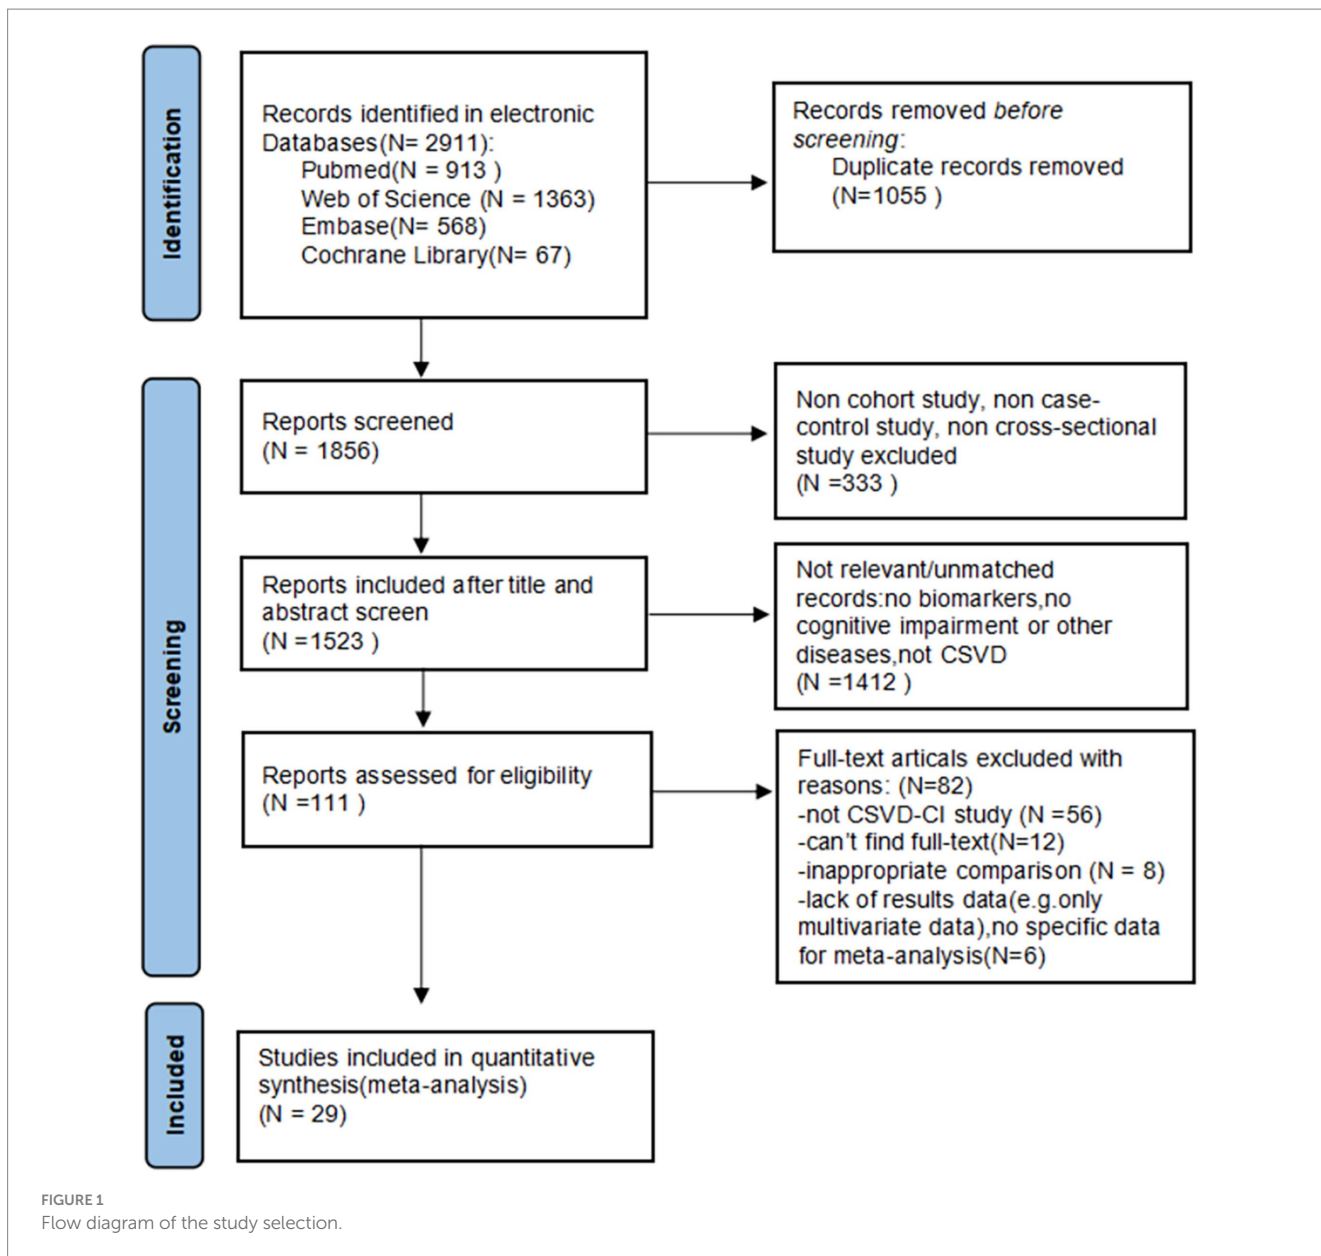 Identification
Records identified in electronic
Databases(N= 2911):
Pubmed(N = 913 )
Web of Science (N = 1363)
Embase(N= 568)
Cochrane Library(N= 67)
Records removed before
screening:
Duplicate records removed
(N=1055 )
Screening
Reports screened
(N = 1856)
Non cohort study, non case-
control study, non cross-sectional
study excluded
(N =333 )
Reports included after title and
abstract screen
(N =1523 )
Not relevant/unmatched
records:no biomarkers,no
cognitive impairment or other
diseases,not CSVD
(N =1412 )
Reports assessed for eligibility
(N =111 )
Full-text articals excluded with
reasons: (N=82)
-not CSVD-CI study (N =56)
-can't find full-text(N=12)
-inappropriate comparison (N = 8)
-lack of results data(e.g.only
multivariate data),no specific data
for meta-analysis(N=6)
Included
Studies included in quantitative
synthesis(meta-analysis)
(N = 29)
FIGURE 1
Flow diagram of the study selection.